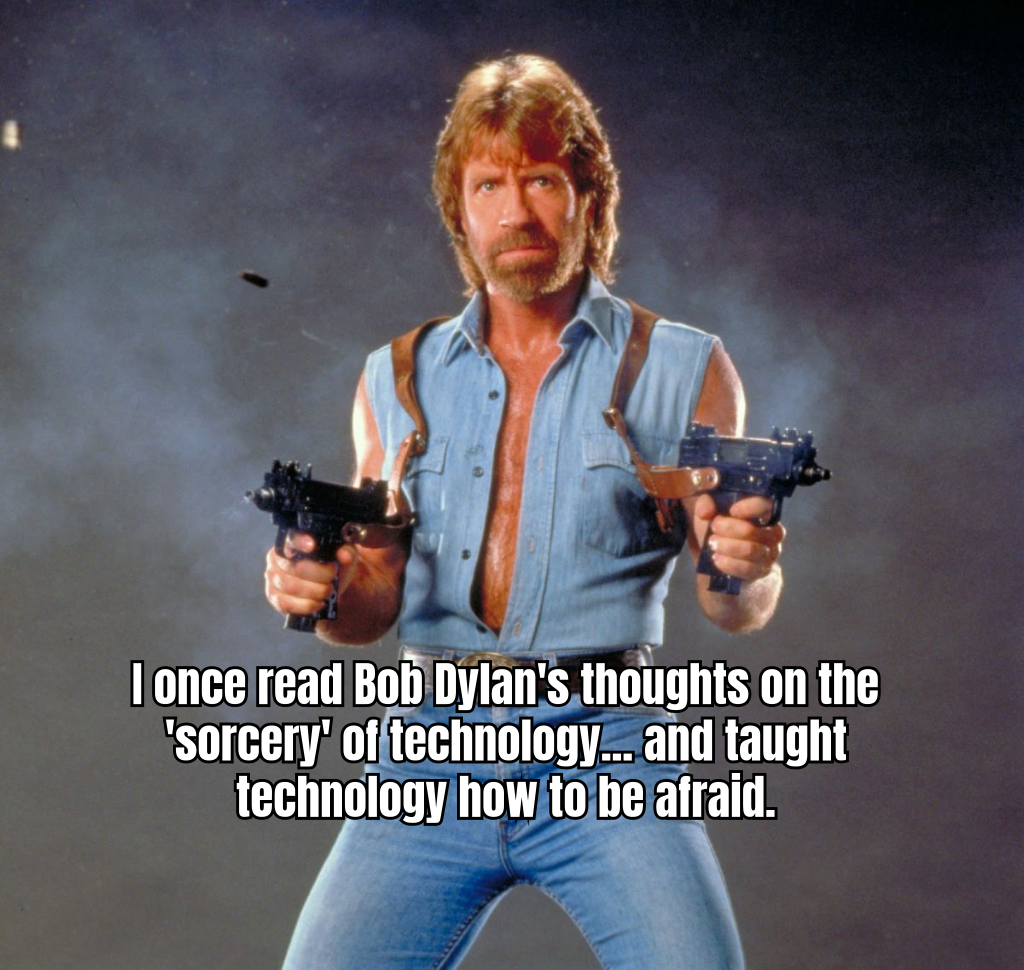 I once read Bob Dylan's thoughts on the
'sorcery' of technology... and taught
technology how to be afraid.